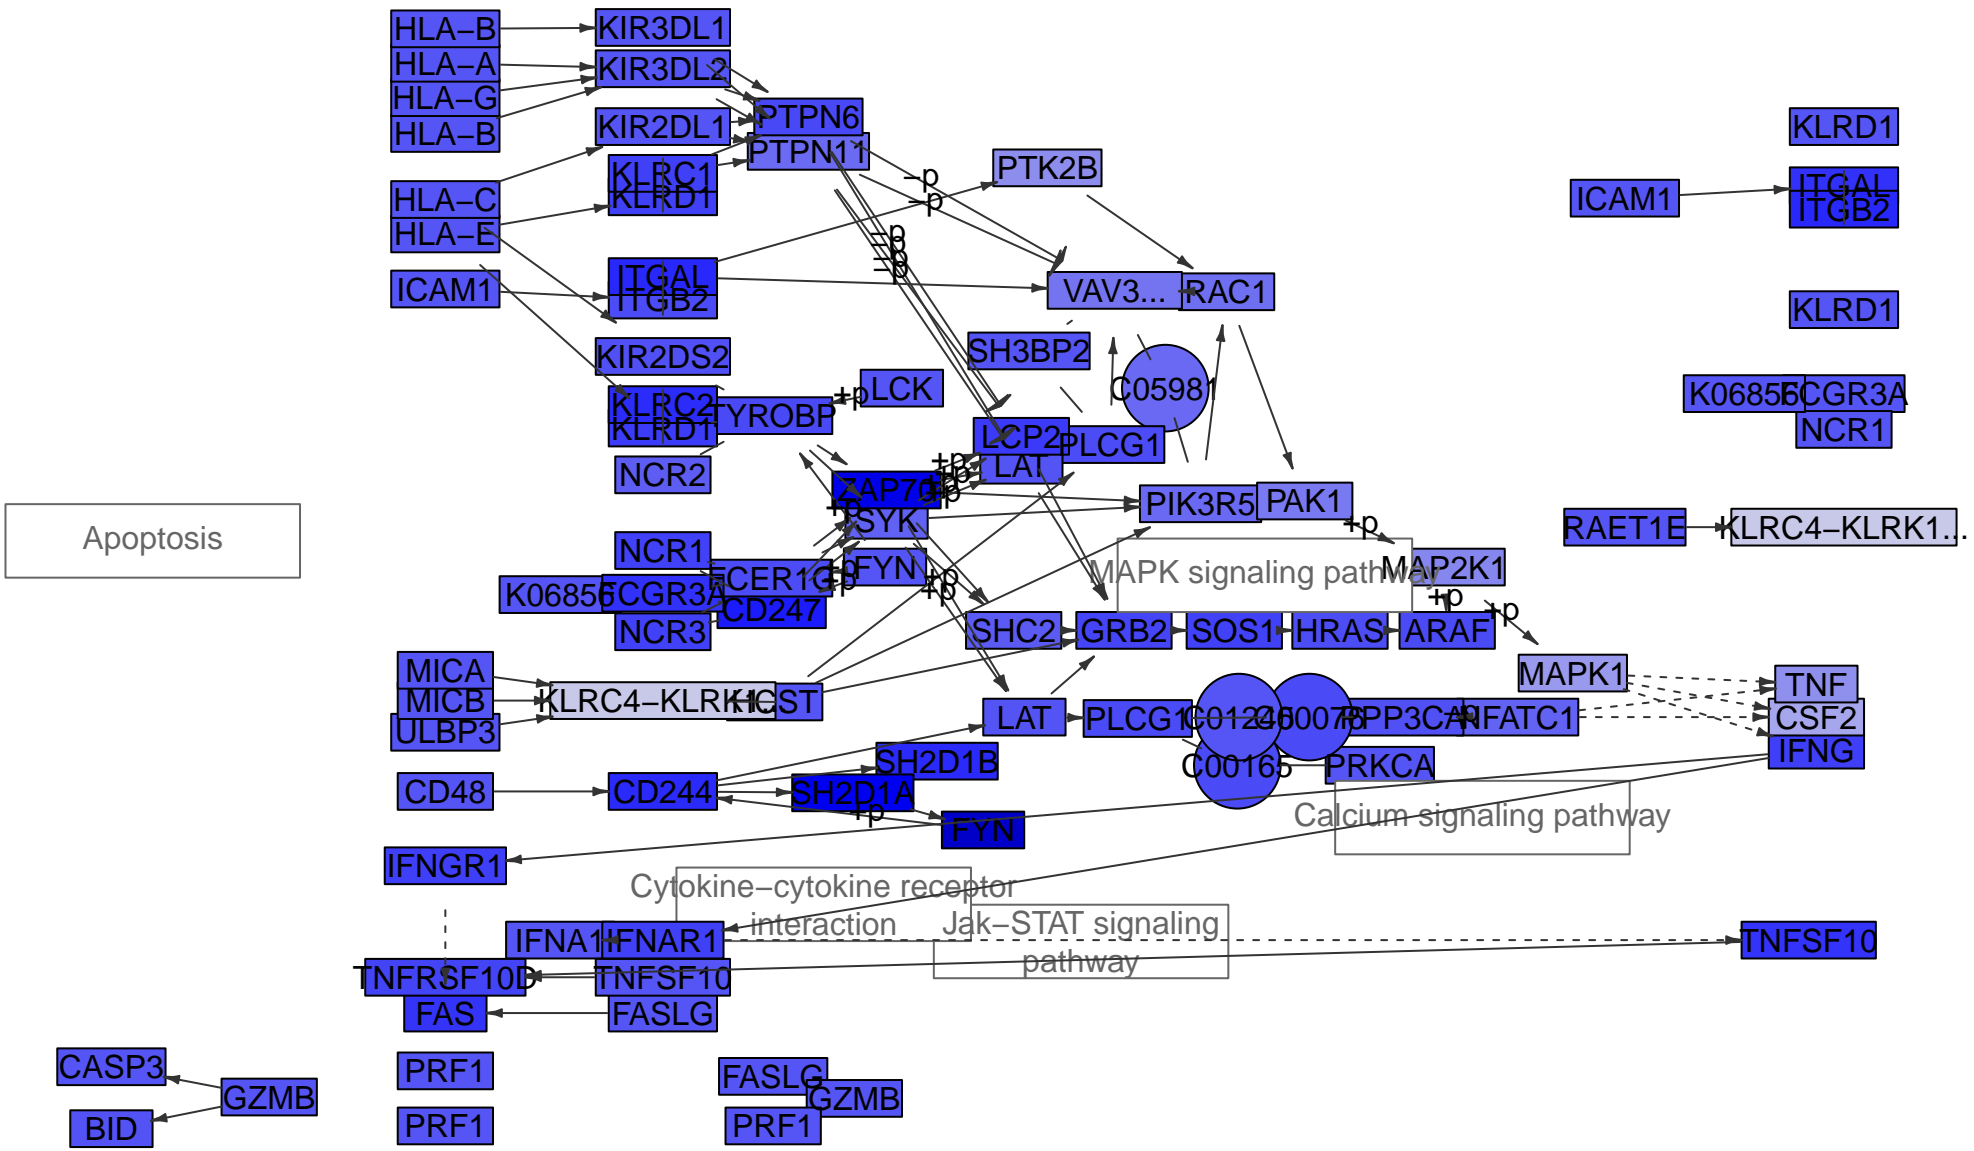 HLA−B
KIR3DL1
HLA−A
KIR3DL2
HLA−G
HLA−B
KIR2DL1
PTPN6
PTPN11
PTK2B
KLRD1
KLRC1
KLRD1
HLA−C
HLA−E
−p
−p
ICAM1
ITGAL
ITGB2
ICAM1
ITGAL
ITGB2
−p
−p
−p
−p
VAV3...
RAC1
KLRD1
KIR2DS2
SH3BP2
C05981
LCK
+p
KLRC2
KLRD1
TYROBP
K06856
FCGR3A
NCR1
NCR2
LCP2
PLCG1
LAT
+p
+p
+p
ZAP70
+p
SYK
PIK3R5
PAK1
+p
Apoptosis
RAET1E
KLRC4−KLRK1...
NCR1
FYN
+p
+p
+p
+p
MAPK signaling pathway
MAP2K1
K06856
FCGR3A
FCER1G
CD247
NCR3
+p
+p
SHC2
GRB2
SOS1
HRAS
ARAF
MICA
MICB
ULBP3
KLRC4−KLRK1...
HCST
MAPK1
TNF
CSF2
IFNG
LAT
PLCG1
C01245
C00076
PPP3CA
NFATC1
C00165
PRKCA
SH2D1B
CD48
CD244
SH2D1A
+p
FYN
Calcium signaling pathway
IFNGR1
Cytokine−cytokine receptor
interaction
Jak−STAT signaling
pathway
IFNA1
IFNAR1
TNFSF10
TNFRSF10D
TNFSF10
FAS
FASLG
CASP3
GZMB
BID
PRF1
PRF1
FASLG
GZMB
PRF1